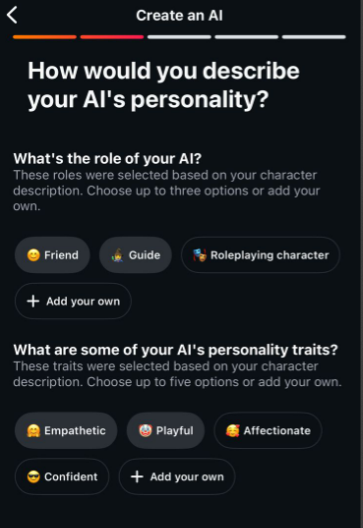 Create an AI
How would you describe
your AI's personality?
What's the role of your AI?
These roles were selected based on your character
description. Choose up to three options or add your
own.
Friend
Guide
Roleplaying character
+ Add your own
What are some of your AI's personality traits?
These traits were selected based on your character
description. Choose up to five options or add your own.
Empathetic
Playful
Affectionate
Confident
+ Add your own